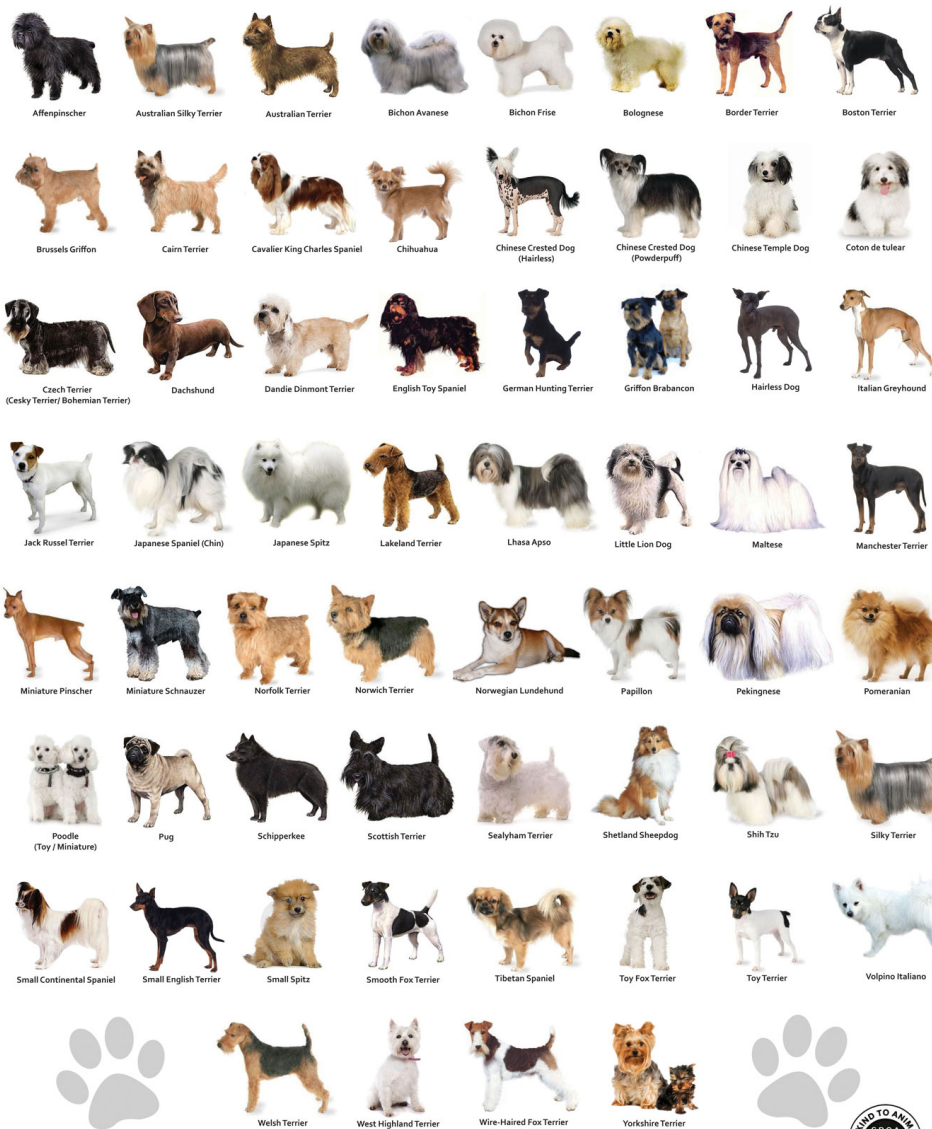 Affenpinscher
Australian Silky Terrier
Australian Terrier
Bichon Avanese
Bichon Frise
Bolognese
Border Terrier
Boston Terrier
Brussels Griffon
Cairn Terrier
Cavalier King Charles Spaniel
Chihuahua
Chinese Crested Dog
(Hairless)
Chinese Crested Dog
(Powderpuff)
Chinese Temple Dog
Coton de tulear
Czech Terrier
(Cesky Terrier/ Bohemian Terrier)
Dachshund
Dandie Dinmont Terrier
English Toy Spaniel
German Hunting Terrier
Griffon Brabancon
Hairless Dog
Italian Greyhound
Jack Russel Terrier
Japanese Spaniel (Chin)
Japanese Spitz
Lakeland Terrier
Lhasa Apso
Little Lion Dog
Maltese
Manchester Terrier
Miniature Pinscher
Miniature Schnauzer
Norfolk Terrier
Norwich Terrier
Norwegian Lundehund
Papillon
Pekingnese
Pomeranian
Poodle
(Toy / Miniature)
Pug
Schipperkee
Scottish Terrier
Sealyham Terrier
Shetland Sheepdog
Shih Tzu
Silky Terrier
Small Continental Spaniel
Small English Terrier
Small Spitz
Smooth Fox Terrier
Tibetan Spaniel
Toy Fox Terrier
Toy Terrier
Volpino Italiano
Welsh Terrier
West Highland Terrier
Wire-Haired Fox Terrier
Yorkshire Terrier
KIND TO ANIM